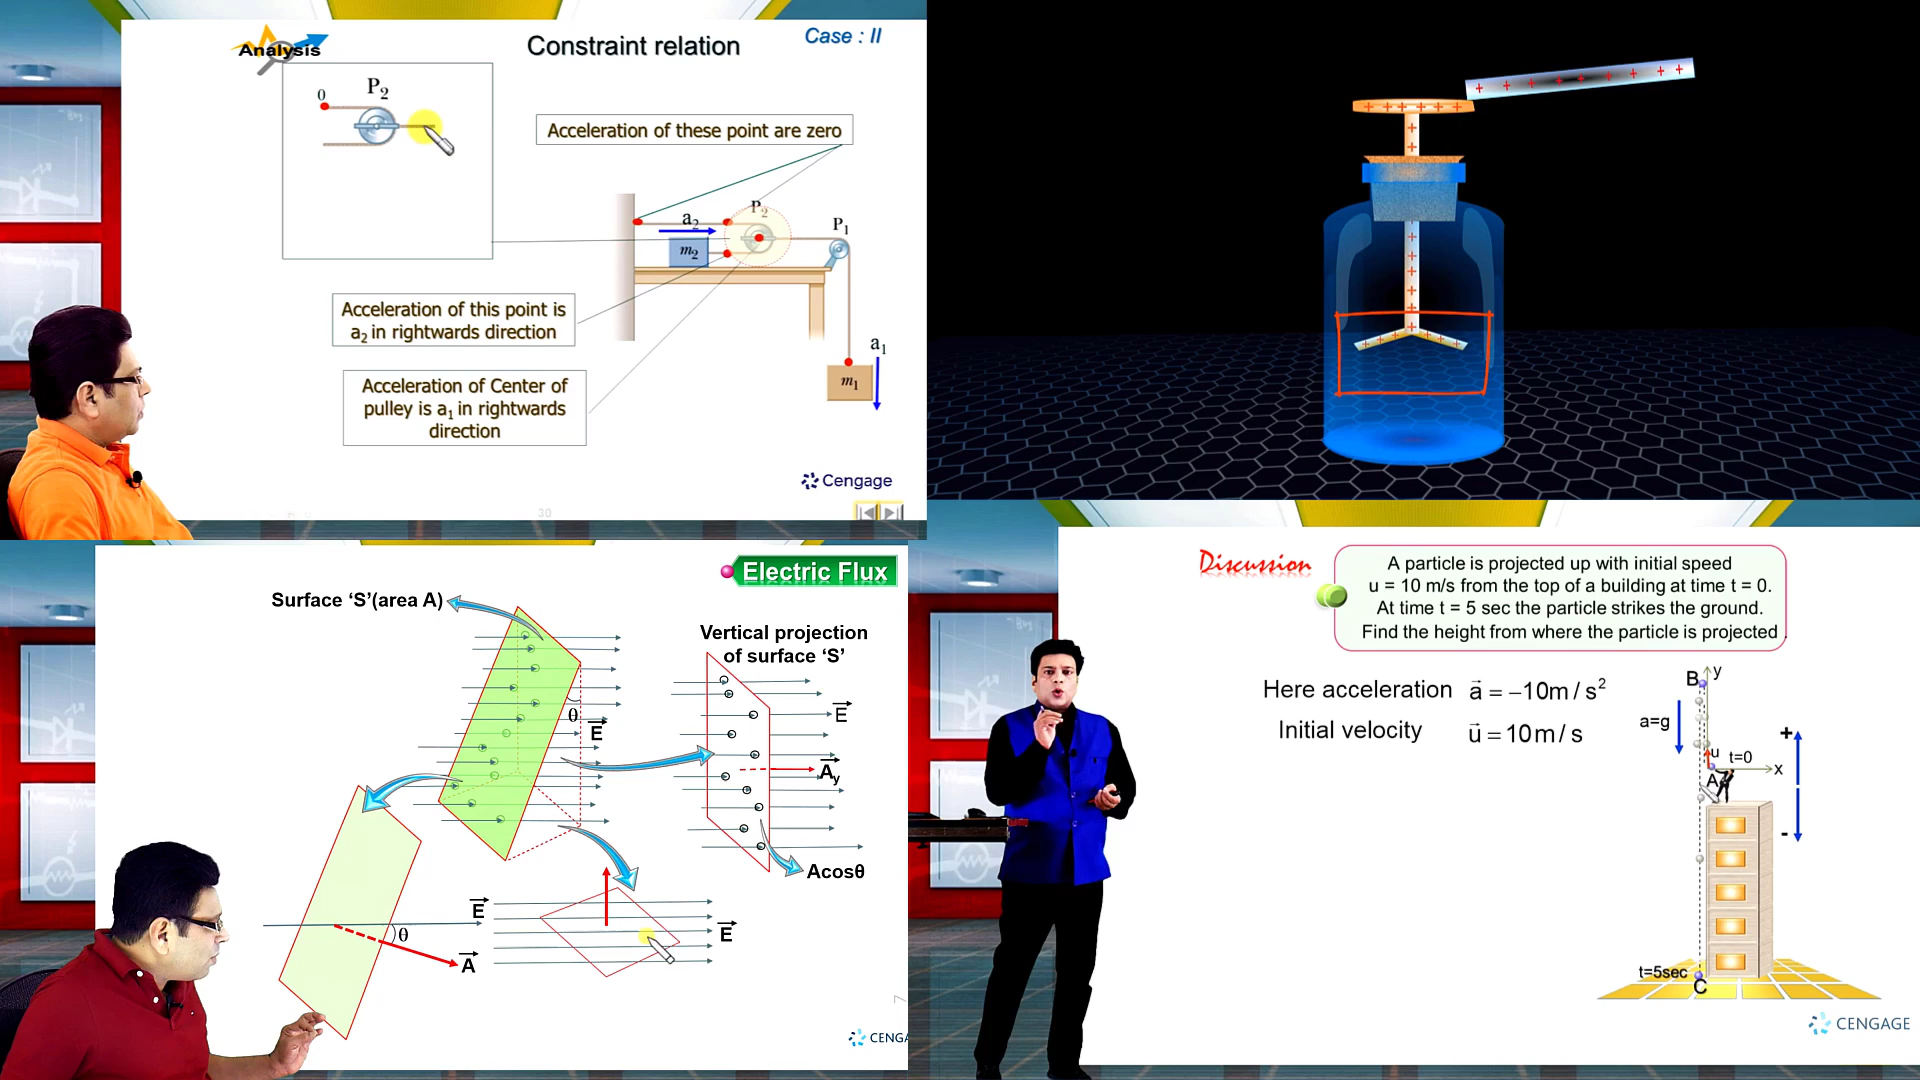 Analysis
Constraint relation
Case : II
P2
0
Acceleration of these point are zero
a2
P2
P1
m2
Acceleration of this point is
a2 in rightwards direction
a1
m1
Acceleration of Center of
pulley is a1 in rightwards
direction
Cengage
30
+ + + + + + + +
+ + + + + +
Electric Flux
Surface ‘S’(area A)
Vertical projection
of surface ‘S’
θ
E
E
Ay
Acosθ
E
θ
A
E
CENGA
Discussion
A particle is projected up with initial speed
u = 10 m/s from the top of a building at time t = 0.
At time t = 5 sec the particle strikes the ground.
Find the height from where the particle is projected .
Here acceleration a = –10m / s2
Initial velocity u = 10m / s
B
y
a=g
+
u
t=0
x
A
-
t=5sec
C
CENGAGE